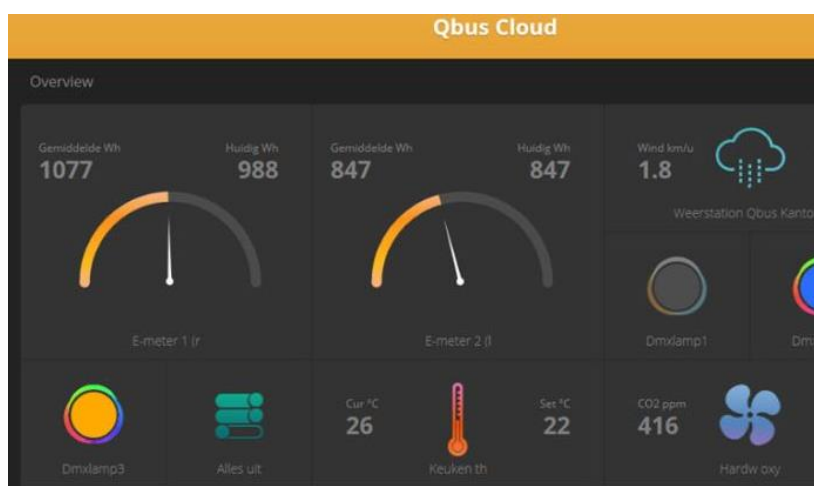 Qbus Cloud
Overview
Gemiddelde Wh
1077
Huidig Wh
988
E-meter 1 (r
Gemiddelde Wh
847
Huidig Wh
847
E-meter 2 (l
Wind km/u
1.8
Weerstation Qbus Kanto
Dmxlamp1
Dm
Dmxlamp3
Alles uit
Cur °C
26
Set °C
22
Keuken th
CO2 ppm
416
Hardw oxy